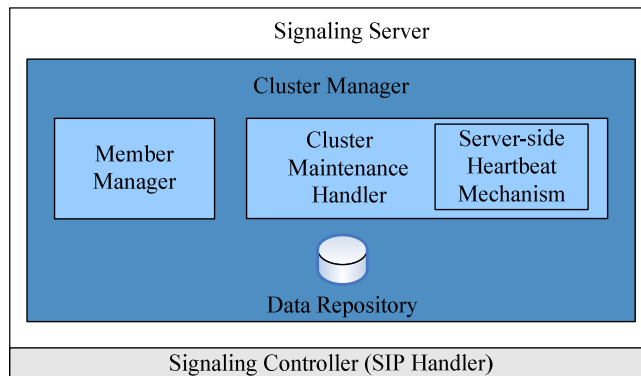 Signaling Server
Cluster Manager
Member
Manager
Cluster
Maintenance
Handler
Server-side
Heartbeat
Mechanism
Data Repository
Signaling Controller (SIP Handler)